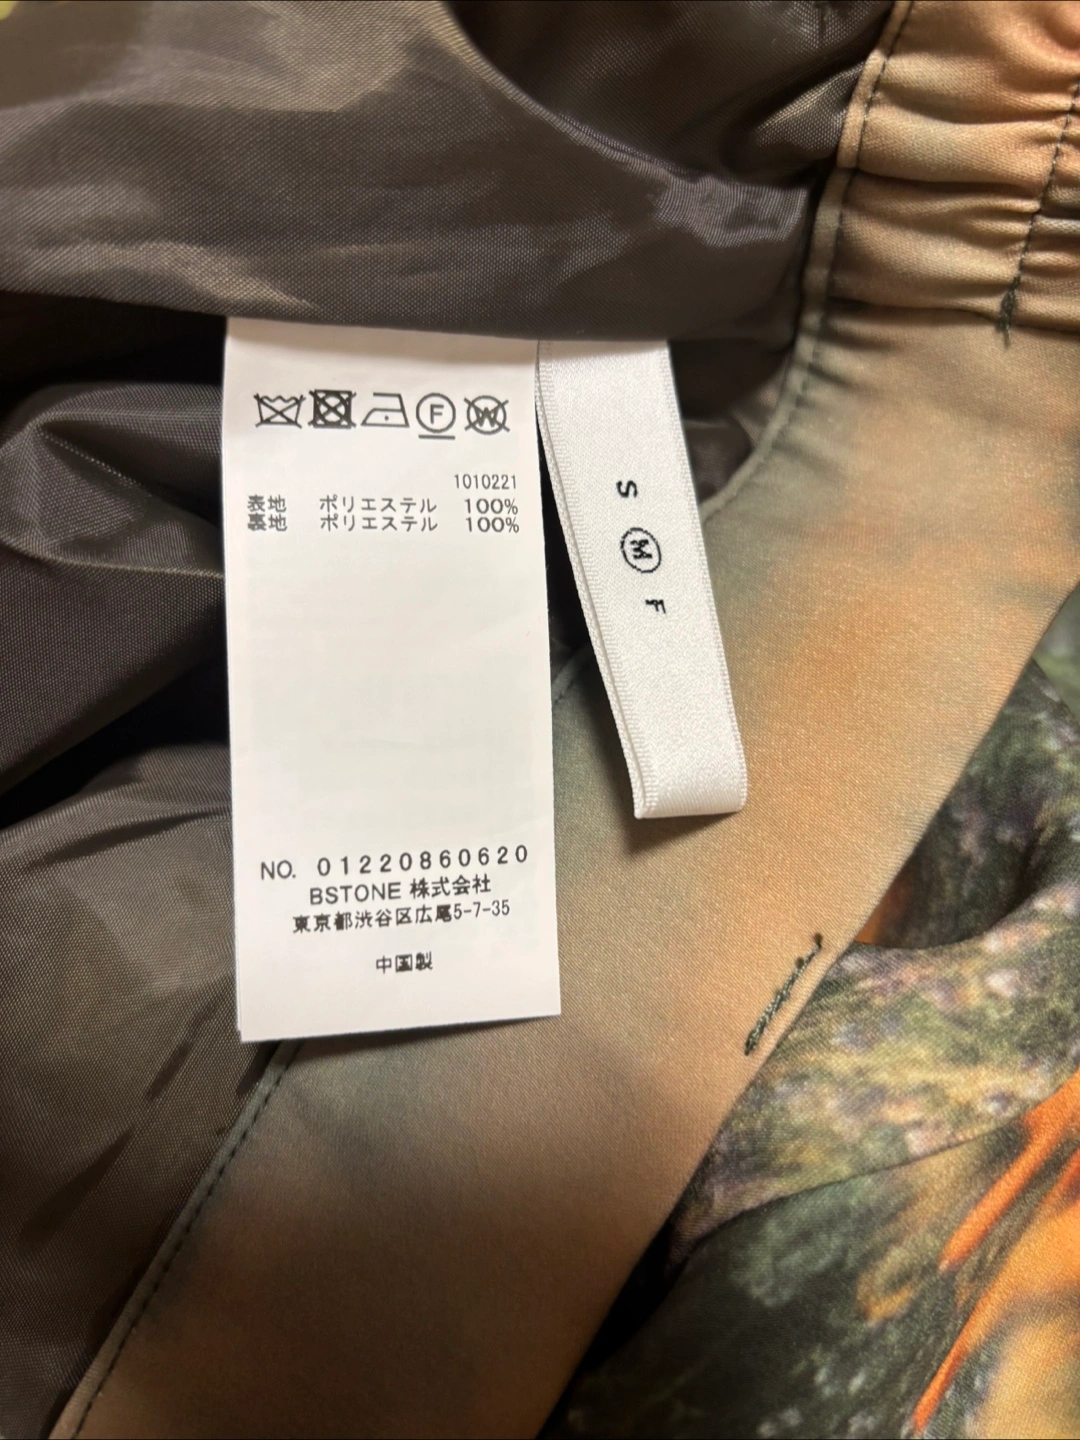 F W
1010221
表地 ポリエステル 100%
裏地 ポリエステル 100%
NO. 01220860620
BSTONE 株式会社
東京都渋谷区広尾5-7-35
中国製
S
M
F